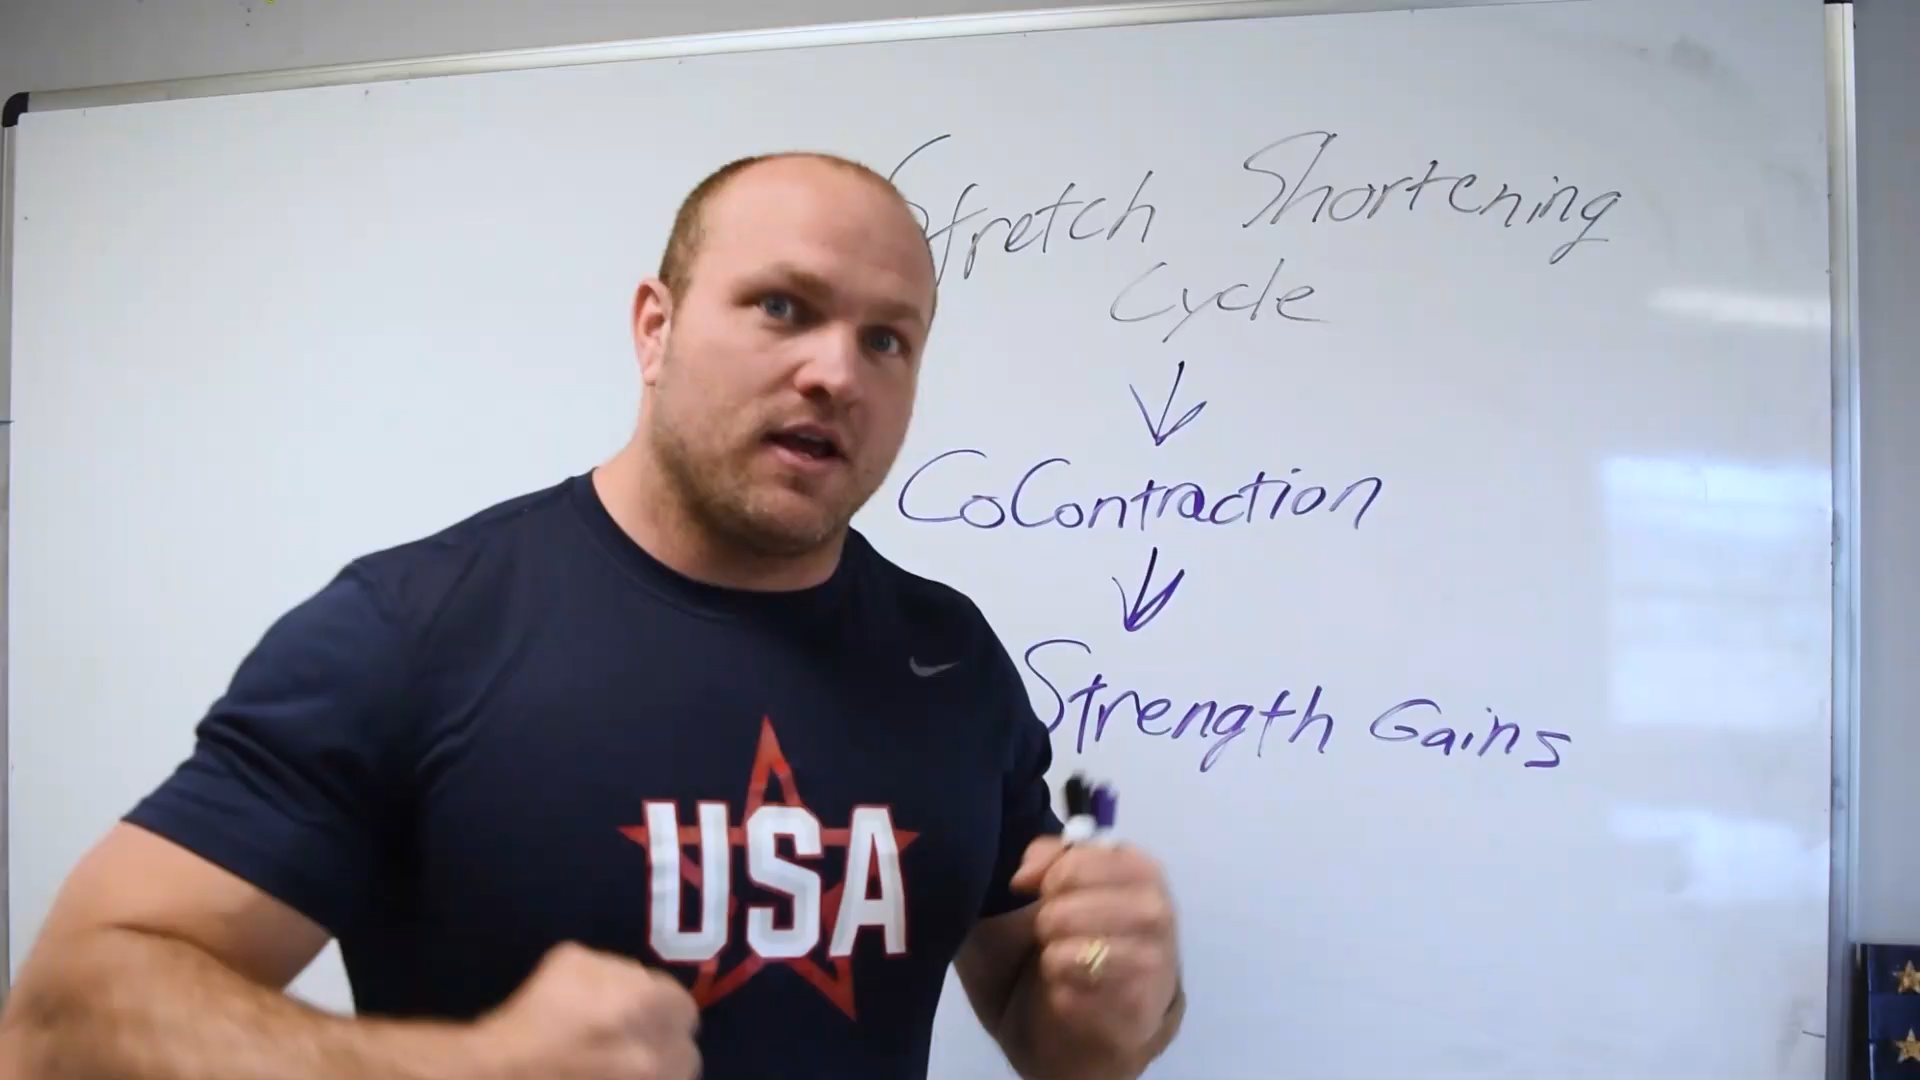 Stretch Shortening
Cycle
CoContraction
Strength Gains
USA